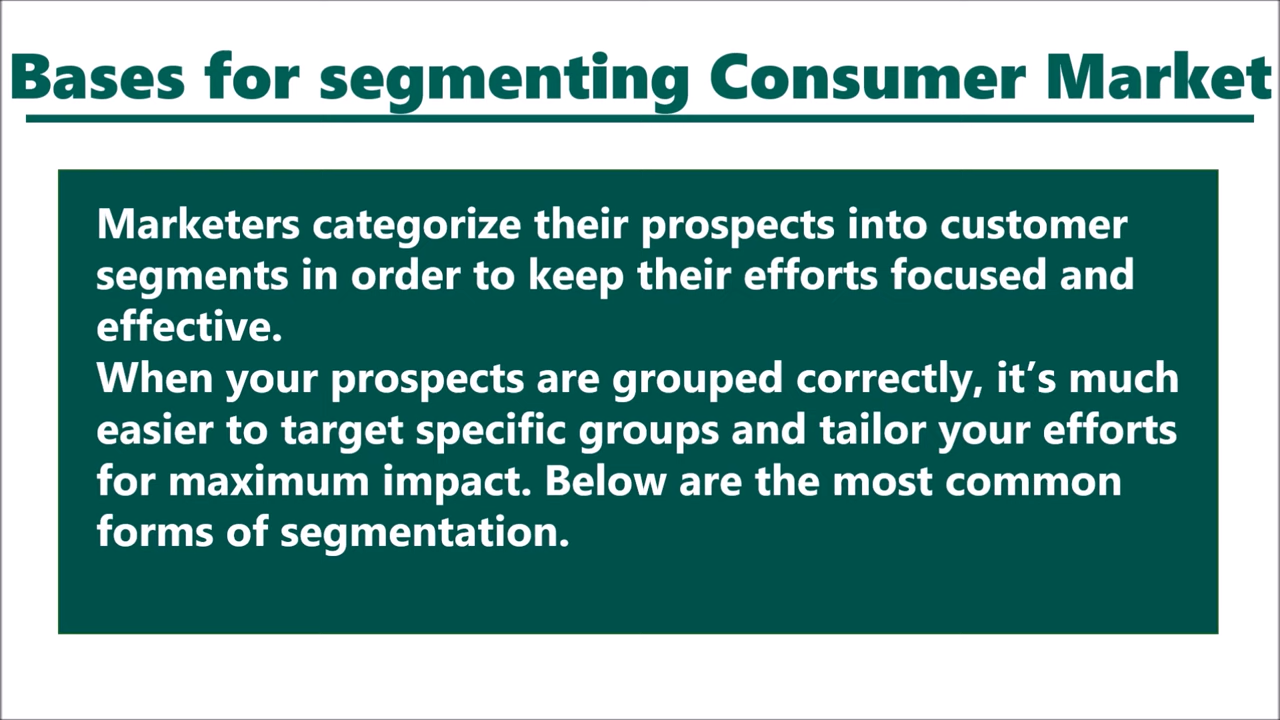 Bases for segmenting Consumer Market
Marketers categorize their prospects into customer
segments in order to keep their efforts focused and
effective.
When your prospects are grouped correctly, it’s much
easier to target specific groups and tailor your efforts
for maximum impact. Below are the most common
forms of segmentation.